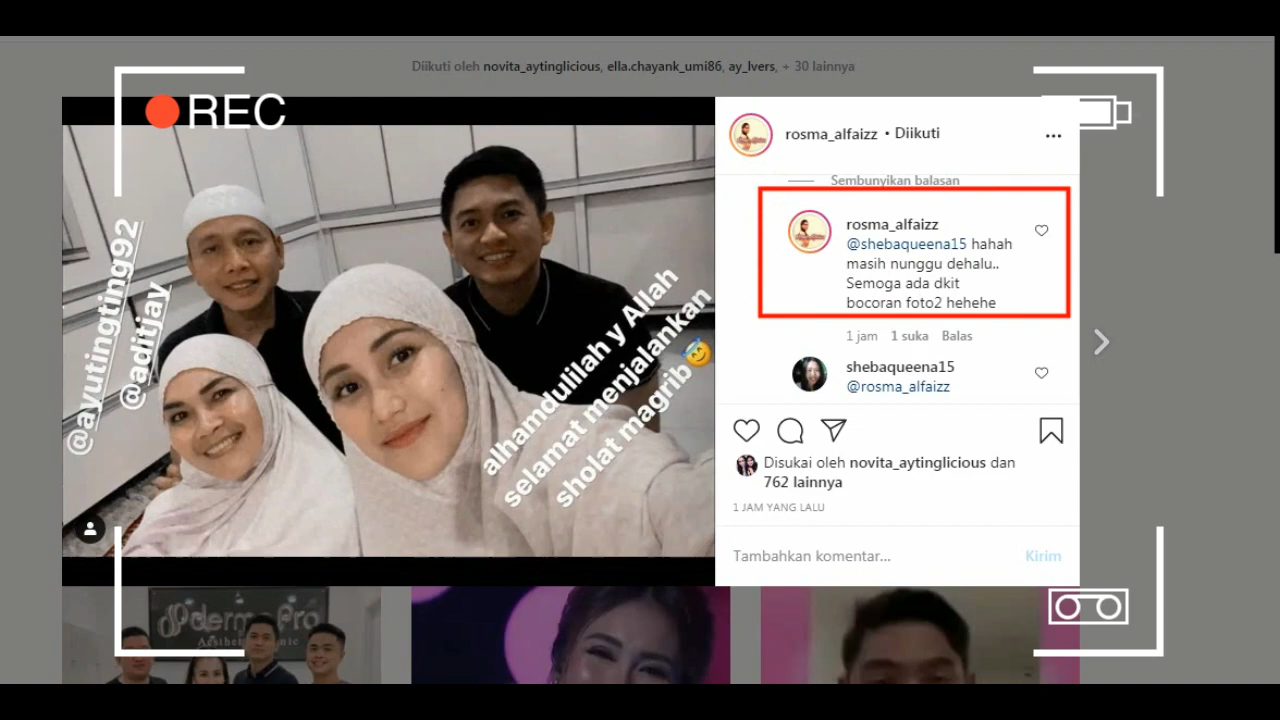 Diikuti oleh novita_aytinglicious, ella.chayank_umi86, ay_lvers, + 30 lainnya
REC
@ayutingting92
@aditjay
alhamdulilah y Allah
selamat menjalankan
sholat magrib
rosma_alfaizz • Diikuti
Sembunyikan balasan
rosma_alfaizz
@shebaqueena15 hahah
masih nunggu dehalu..
Semoga ada dkit
bocoran foto2 hehehe
1 jam 1 suka Balas
shebaqueena15
@rosma_alfaizz
Disukai oleh novita_aytinglicious dan
762 lainnya
1 JAM YANG LALU
Tambahkan komentar... Kirim